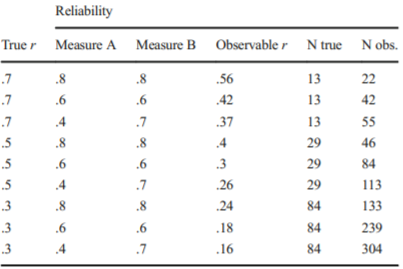 Reliability
True r Measure A Measure B Observable r N true N obs.
.7 .8 .8 .56 13 22
.7 .6 .6 .42 13 42
.7 .4 .7 .37 13 55
.5 .8 .8 .4 29 46
.5 .6 .6 .3 29 84
.5 .4 .7 .26 29 113
.3 .8 .8 .24 84 133
.3 .6 .6 .18 84 239
.3 .4 .7 .16 84 304